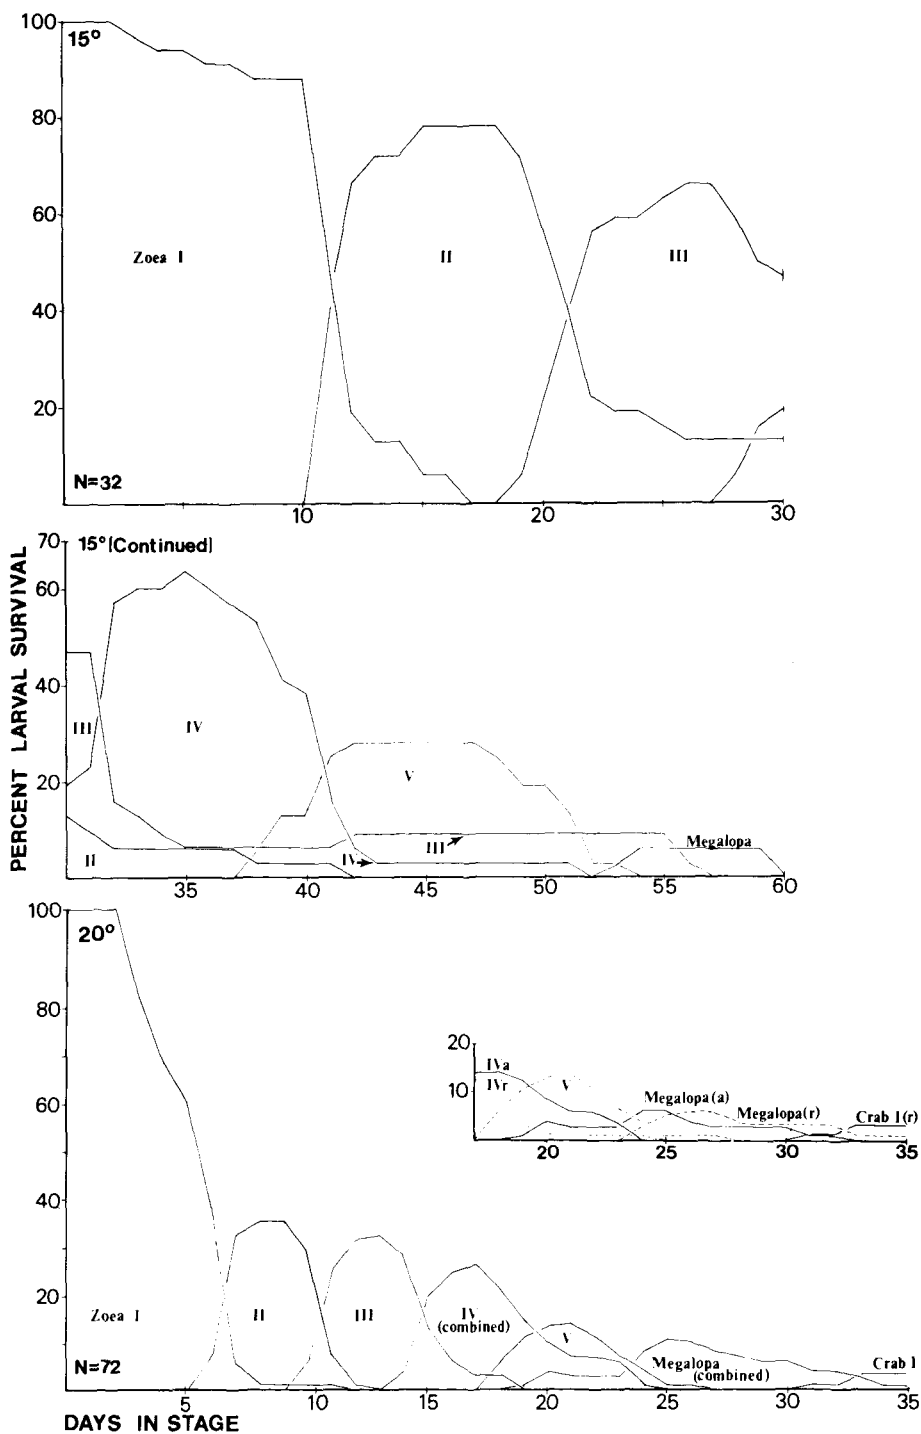 100
15°
80
60
Zoea I
II
III
40
20
N=32
10
20
30
PERCENT LARVAL SURVIVAL
70
15° (Continued)
60
40
III
IV
V
20
II
IV
III
Megalopa
35
40
45
50
55
60
100
20°
80
60
40
20
20
10
IVa
IVr
V
Megalopa(a)
Megalopa(r)
Crab I(r)
20
25
30
35
Zoea I
II
III
IV
(combined)
V
Megalopa
(combined)
Crab I
N=72
5
10
15
20
25
30
35
DAYS IN STAGE